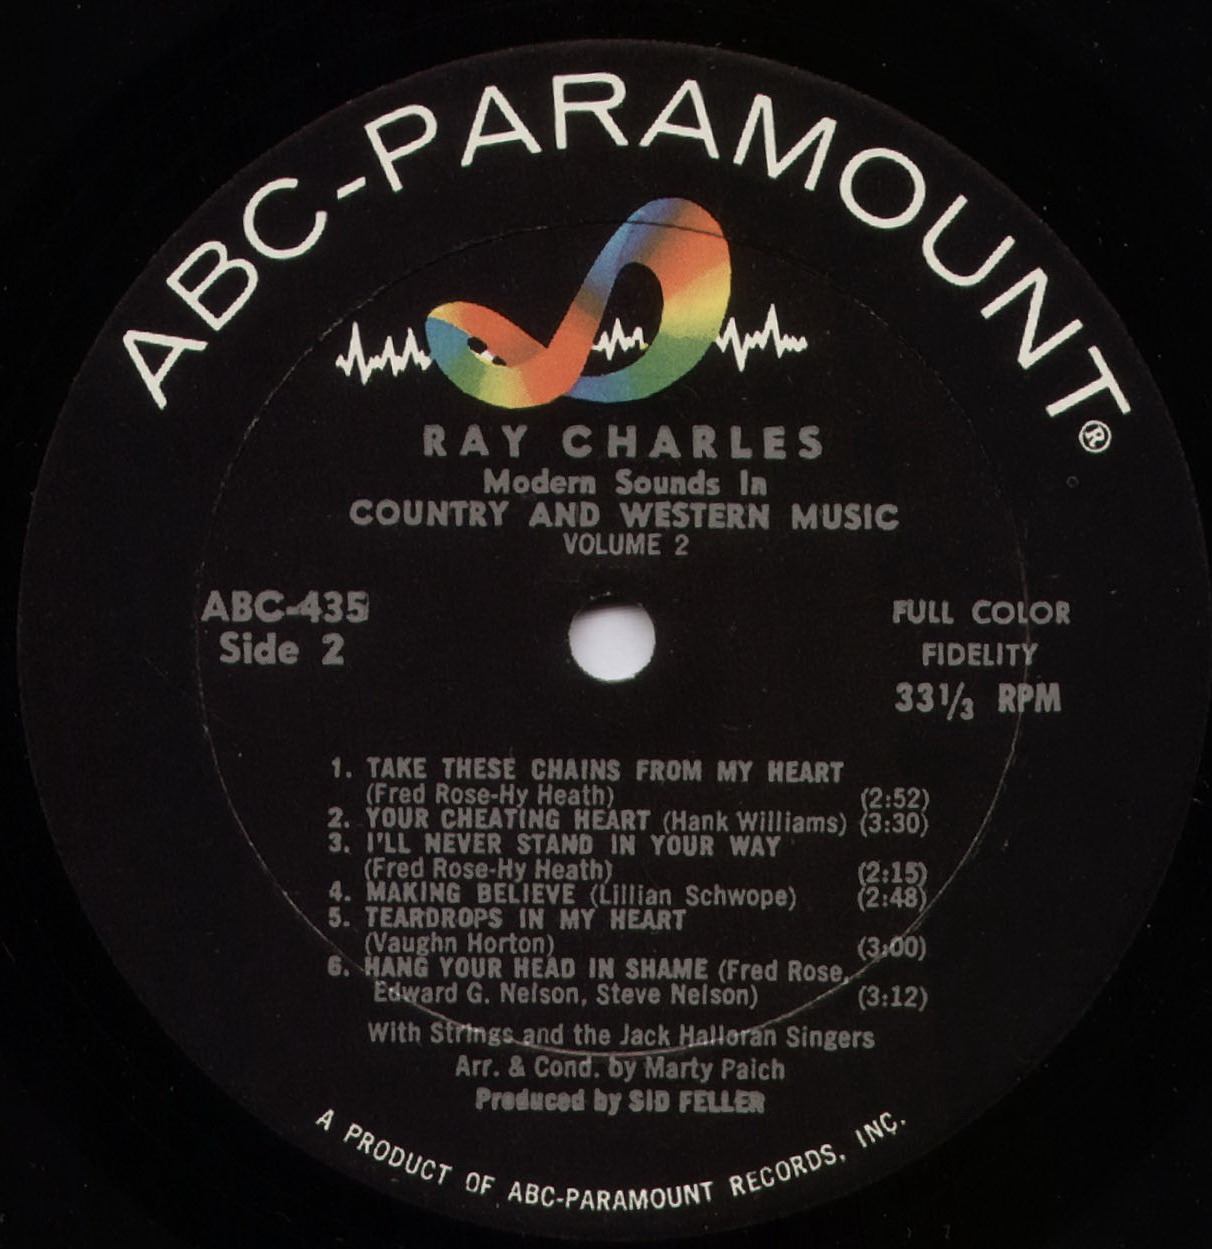 ABC-PARAMOUNT®
RAY CHARLES
Modern Sounds In
COUNTRY AND WESTERN MUSIC
VOLUME 2
ABC-435
Side 2
FULL COLOR
FIDELITY
33 1/3 RPM
1. TAKE THESE CHAINS FROM MY HEART
(Fred Rose-Hy Heath) (2:52)
2. YOUR CHEATING HEART (Hank Williams) (3:30)
3. I'LL NEVER STAND IN YOUR WAY
(Fred Rose-Hy Heath) (2:15)
4. MAKING BELIEVE (Lillian Schwope) (2:48)
5. TEARDROPS IN MY HEART
(Vaughn Horton) (3:00)
6. HANG YOUR HEAD IN SHAME (Fred Rose,
Edward G. Nelson, Steve Nelson) (3:12)
With Strings and the Jack Halloran Singers
Arr. & Cond. by Marty Paich
Produced by SID FELLER
A PRODUCT OF ABC-PARAMOUNT RECORDS, INC.